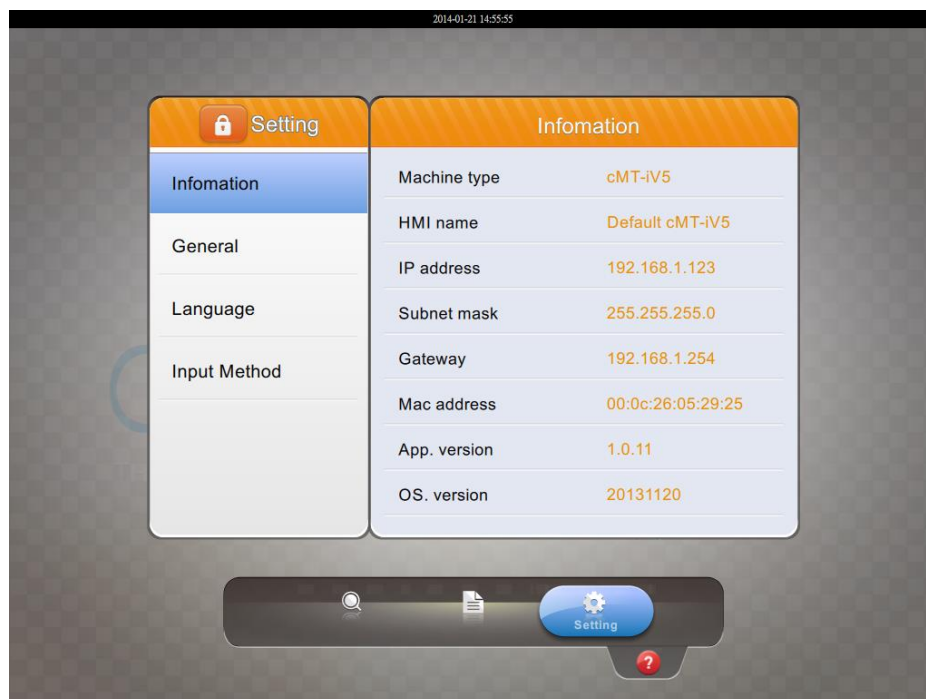 2014-01-21 14:55:55
Setting
Infomation
General
Language
Input Method
Infomation
Machine type cMT-iV5
HMI name Default cMT-iV5
IP address 192.168.1.123
Subnet mask 255.255.255.0
Gateway 192.168.1.254
Mac address 00:0c:26:05:29:25
App. version 1.0.11
OS. version 20131120
Setting
?